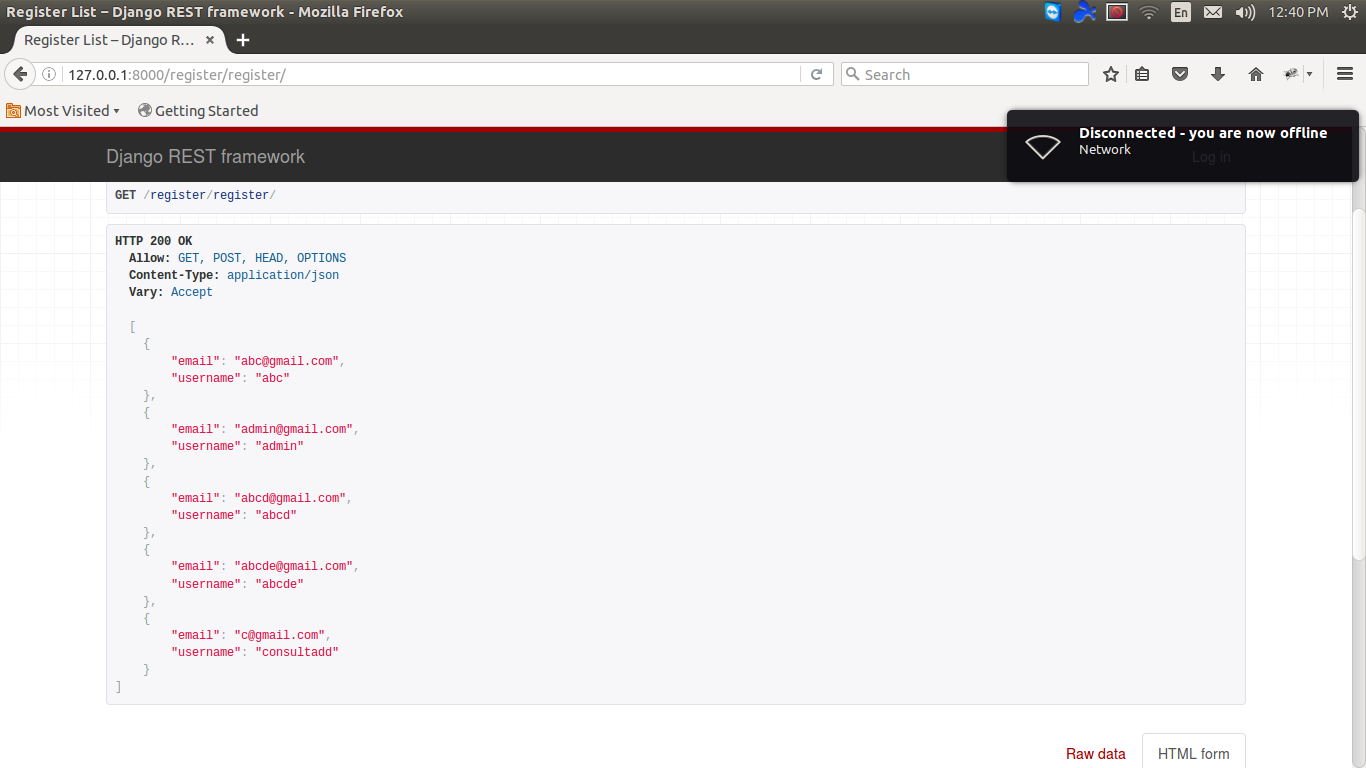 Register List – Django REST framework - Mozilla Firefox
En
12:40 PM
Register List – Django R...
127.0.0.1:8000/register/register/
Search
Most Visited
Getting Started
Disconnected - you are now offline
Network
Django REST framework
Log in
GET /register/register/
HTTP 200 OK
Allow: GET, POST, HEAD, OPTIONS
Content-Type: application/json
Vary: Accept
[
{
"email": "abc@gmail.com",
"username": "abc"
},
{
"email": "admin@gmail.com",
"username": "admin"
},
{
"email": "abcd@gmail.com",
"username": "abcd"
},
{
"email": "abcde@gmail.com",
"username": "abcde"
},
{
"email": "c@gmail.com",
"username": "consultadd"
}
]
Raw data
HTML form